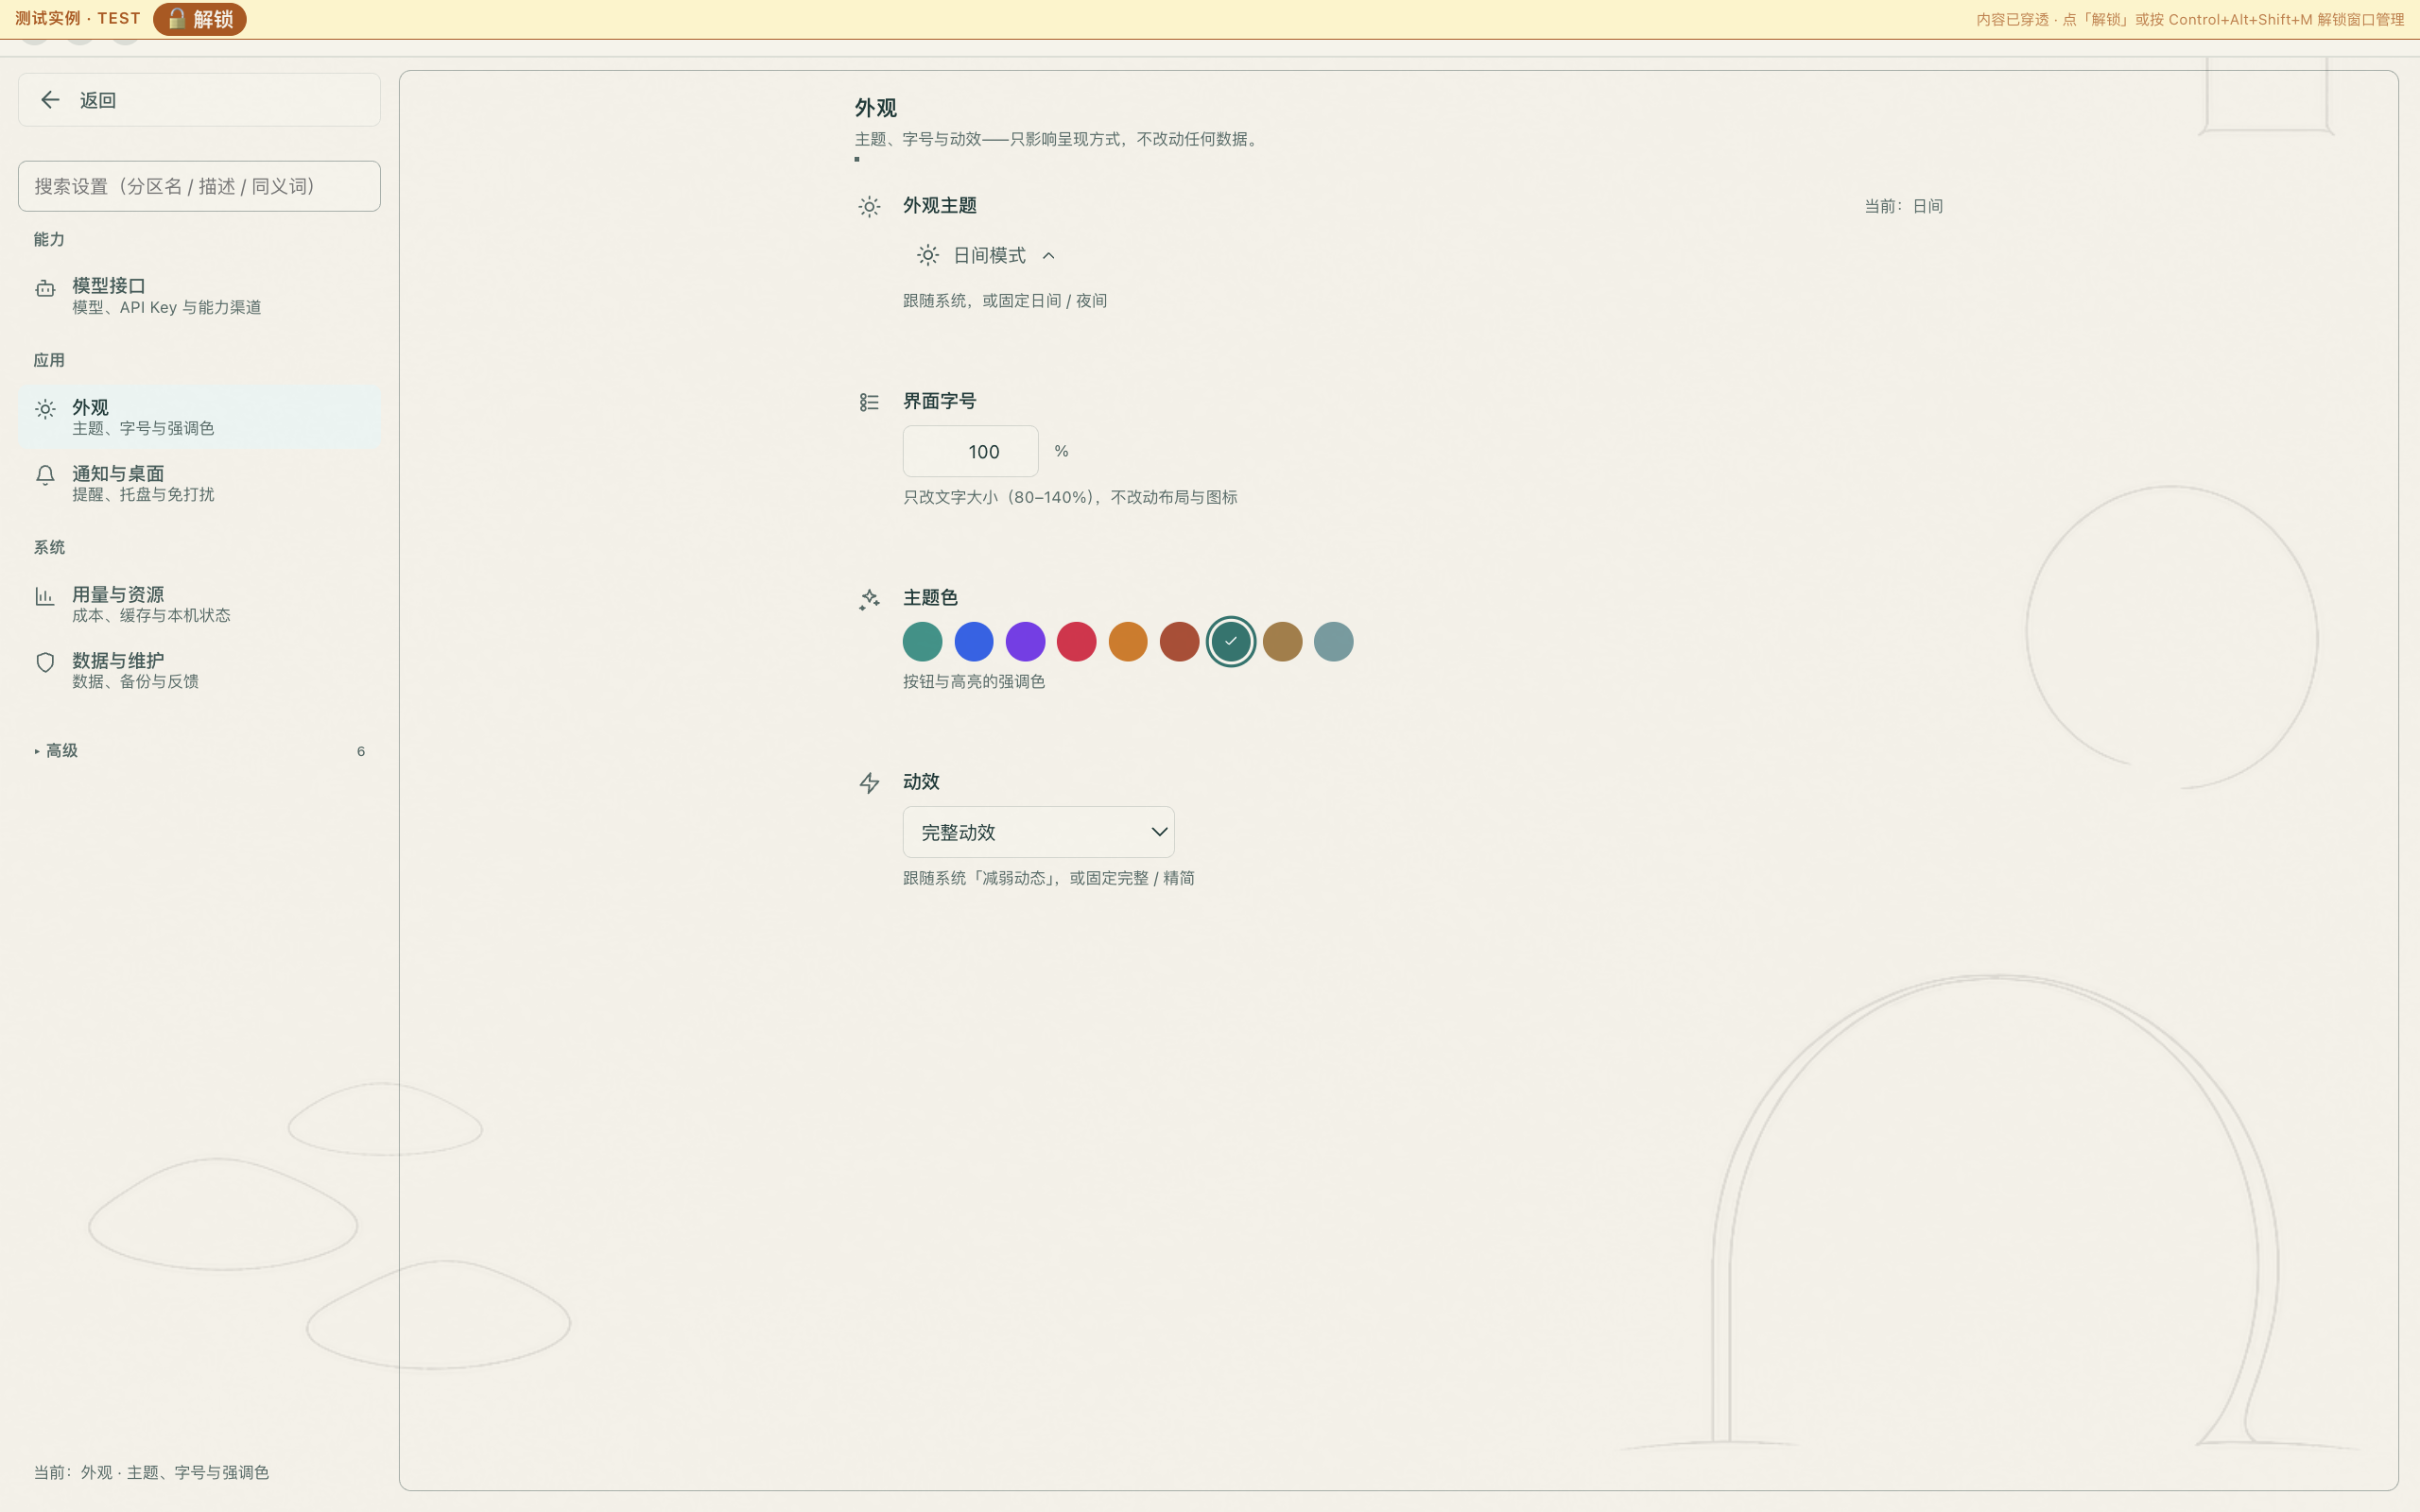 测试实例 · TEST
解锁
内容已穿透 · 点「解锁」或按 Control+Alt+Shift+M 解锁窗口管理
返回
搜索设置（分区名 / 描述 / 同义词）
能力
模型接口
模型、API Key 与能力渠道
应用
外观
主题、字号与强调色
通知与桌面
提醒、托盘与免打扰
系统
用量与资源
成本、缓存与本机状态
数据与维护
数据、备份与反馈
高级 6
当前：外观 · 主题、字号与强调色
外观
主题、字号与动效——只影响呈现方式，不改动任何数据。
外观主题
当前：日间
日间模式
跟随系统，或固定日间 / 夜间
界面字号
100 %
只改文字大小（80–140%），不改动布局与图标
主题色
按钮与高亮的强调色
动效
完整动效
跟随系统「减弱动态」，或固定完整 / 精简